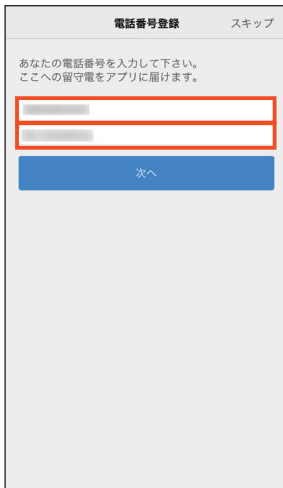 電話番号登録
スキップ
あなたの電話番号を入力して下さい。
ここへの留守電をアプリに届けます。
次へ